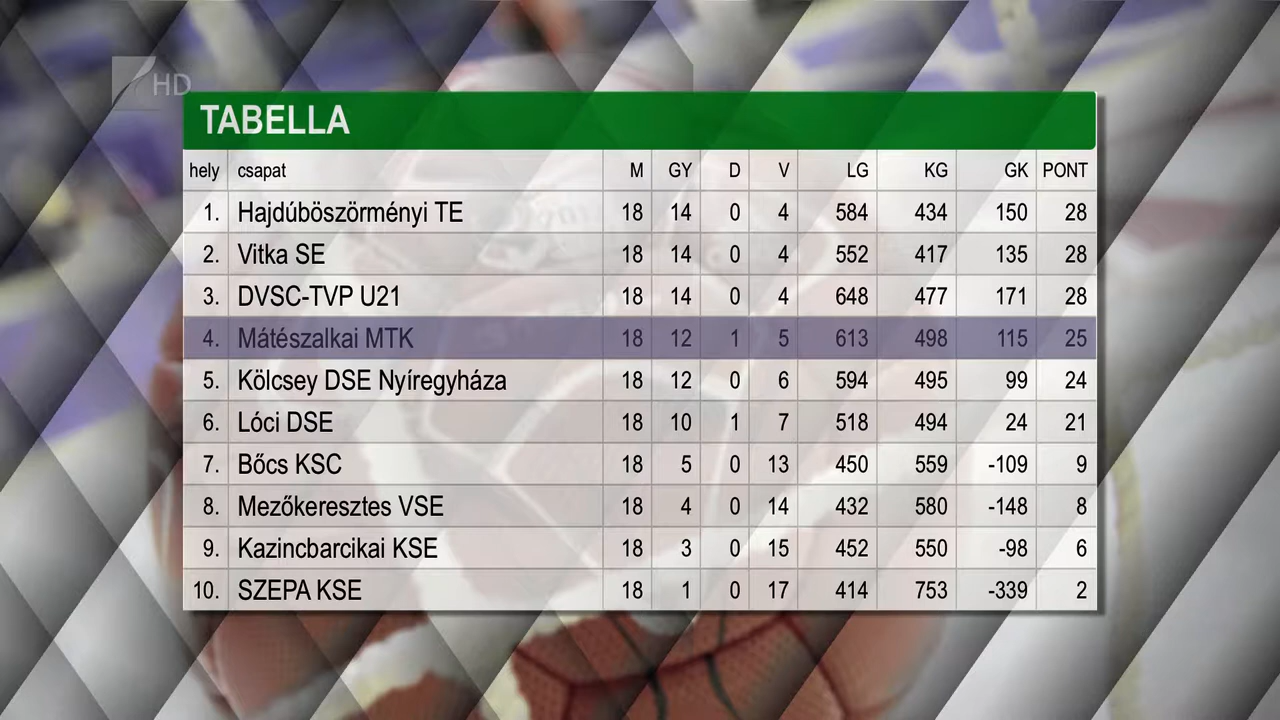 HD
TABELLA
hely csapat M GY D V LG KG GK PONT
1. Hajdúböszörményi TE 18 14 0 4 584 434 150 28
2. Vitka SE 18 14 0 4 552 417 135 28
3. DVSC-TVP U21 18 14 0 4 648 477 171 28
4. Mátészalkai MTK 18 12 1 5 613 498 115 25
5. Kölcsey DSE Nyíregyháza 18 12 0 6 594 495 99 24
6. Lóci DSE 18 10 1 7 518 494 24 21
7. Bőcs KSC 18 5 0 13 450 559 -109 9
8. Mezőkeresztes VSE 18 4 0 14 432 580 -148 8
9. Kazincbarcikai KSE 18 3 0 15 452 550 -98 6
10. SZEPA KSE 18 1 0 17 414 753 -339 2